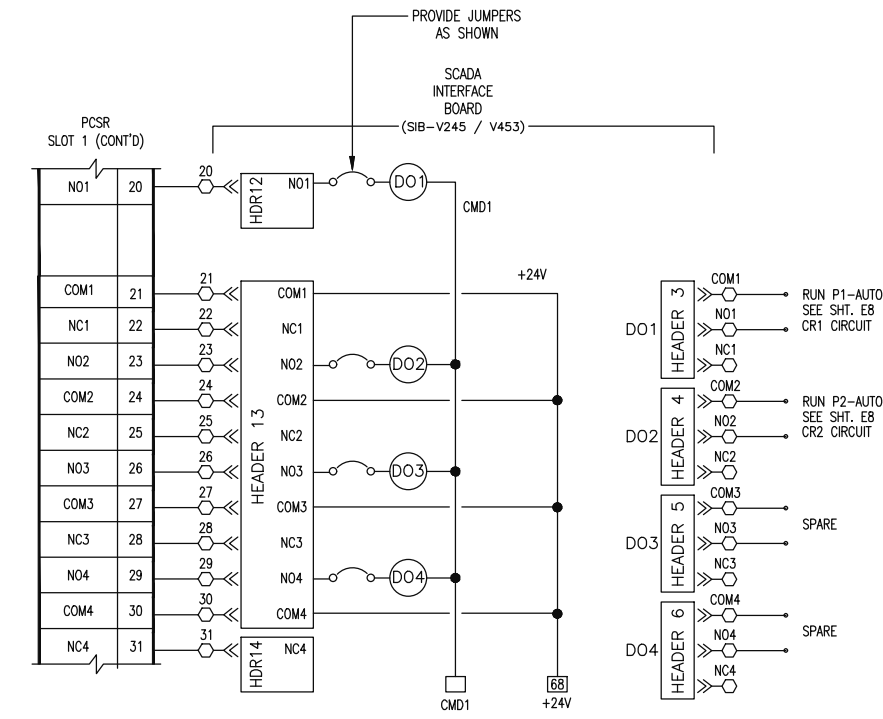 PROVIDE JUMPERS
AS SHOWN
SCADA
INTERFACE
BOARD
(SIB-V245 / V453)
PCSR
SLOT 1 (CONT'D)
NO1 20 20 HDR12 NO1 DO1
CMD1
+24V
COM1 21 21 COM1
NC1 22 22 NC1
NO2 23 23 NO2 DO2
COM2 24 24 COM2
NC2 25 25 NC2
HEADER 13
NO3 26 26 NO3 DO3
COM3 27 27 COM3
NC3 28 28 NC3
NO4 29 29 NO4 DO4
COM4 30 30 COM4
NC4 31 31 HDR14 NC4
CMD1
68
+24V
DO1
HEADER 3
COM1
NO1
NC1
RUN P1-AUTO
SEE SHT. E8
CR1 CIRCUIT
DO2
HEADER 4
COM2
NO2
NC2
RUN P2-AUTO
SEE SHT. E8
CR2 CIRCUIT
DO3
HEADER 5
COM3
NO3
NC3
SPARE
DO4
HEADER 6
COM4
NO4
NC4
SPARE